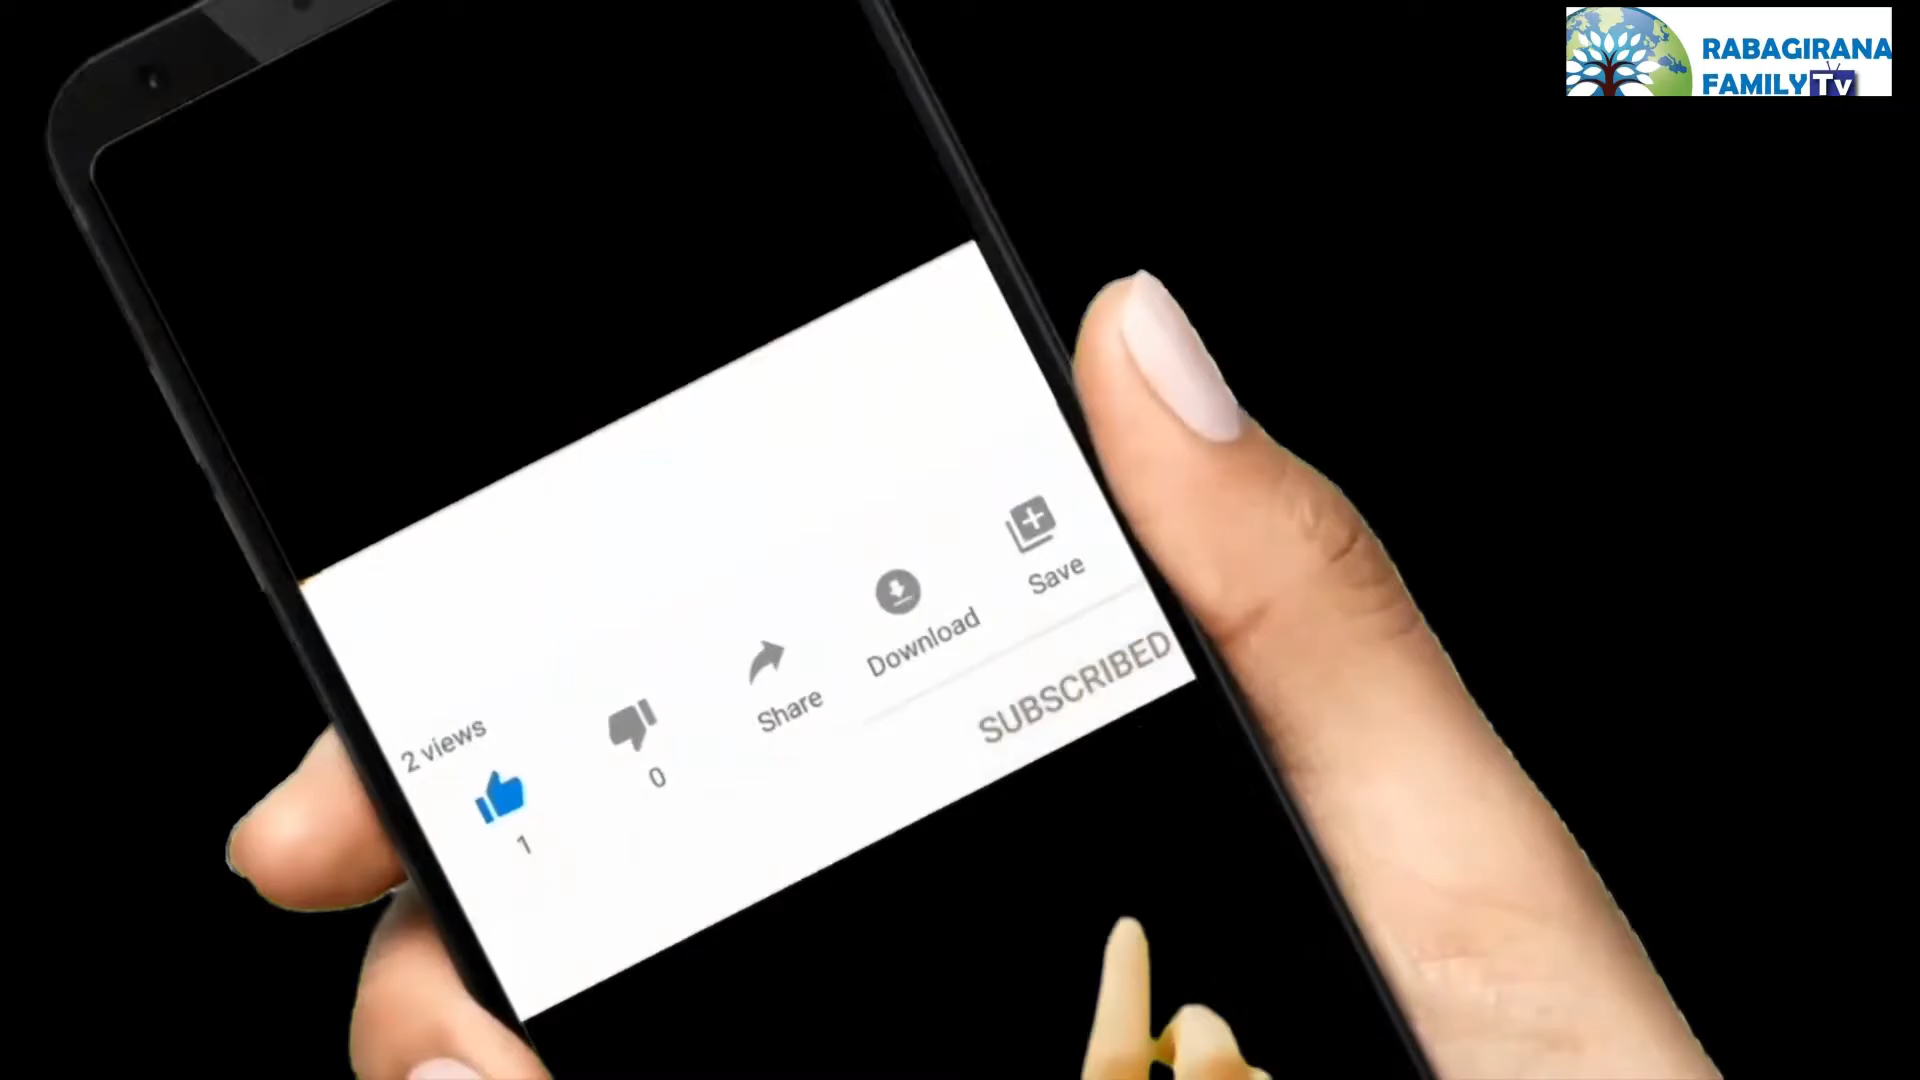 RABAGIRANA
FAMILY Tv
2 views
1
0
Share
Download
Save
SUBSCRIBED